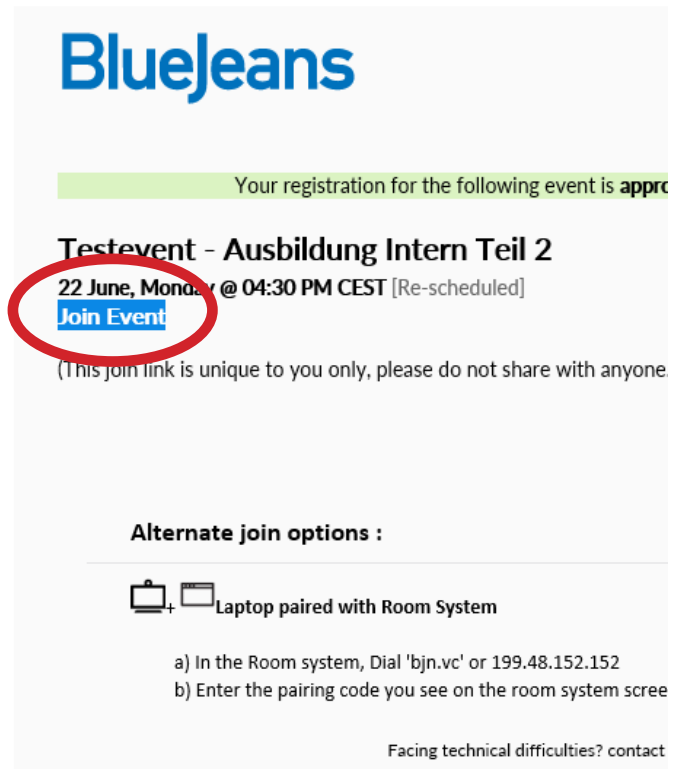 BlueJeans
Your registration for the following event is
Testevent - Ausbildung Intern Teil 2
22 June, Monday @ 04:30 PM CEST [Re-scheduled]
Join Event
(This join link is unique to you only, please do not share with anyone.
Alternate join options :
+ Laptop paired with Room System
a) In the Room system, Dial 'bjn.vc' or 199.48.152.152
b) Enter the pairing code you see on the room system
Facing technical difficulties? contact